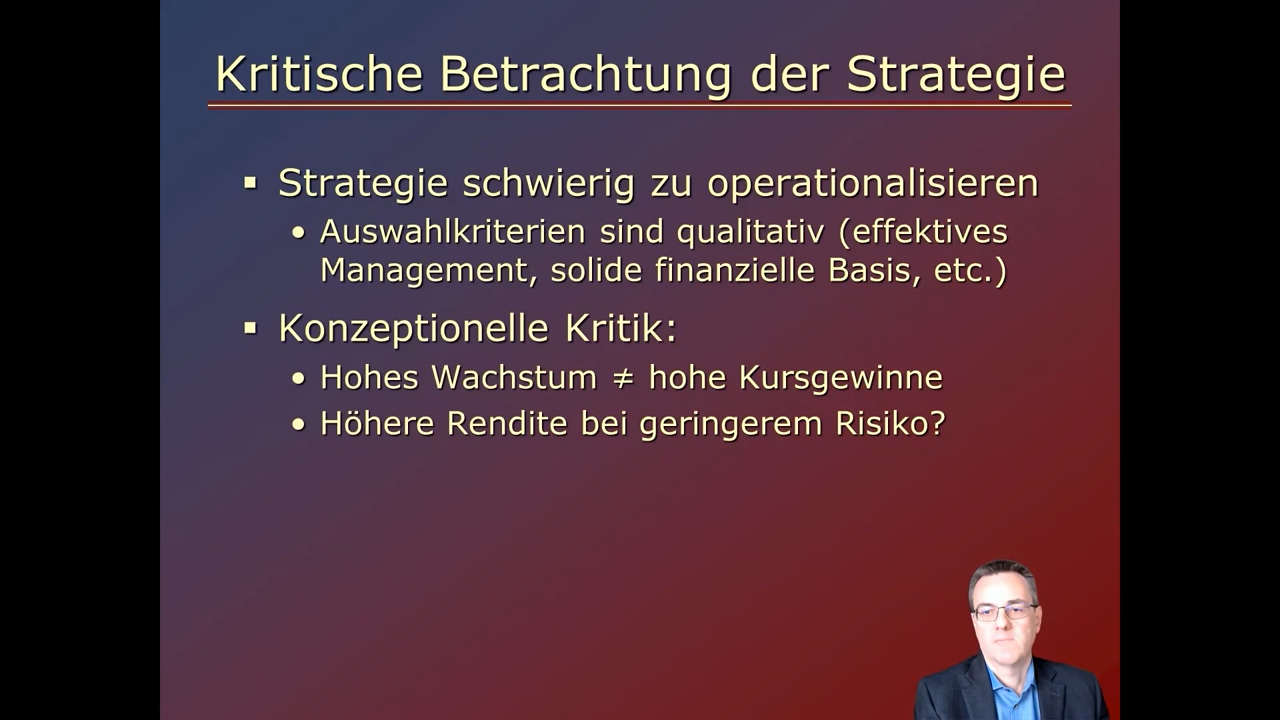 Kritische Betrachtung der Strategie
▪ Strategie schwierig zu operationalisieren
• Auswahlkriterien sind qualitativ (effektives
Management, solide finanzielle Basis, etc.)
▪ Konzeptionelle Kritik:
• Hohes Wachstum ≠ hohe Kursgewinne
• Höhere Rendite bei geringerem Risiko?